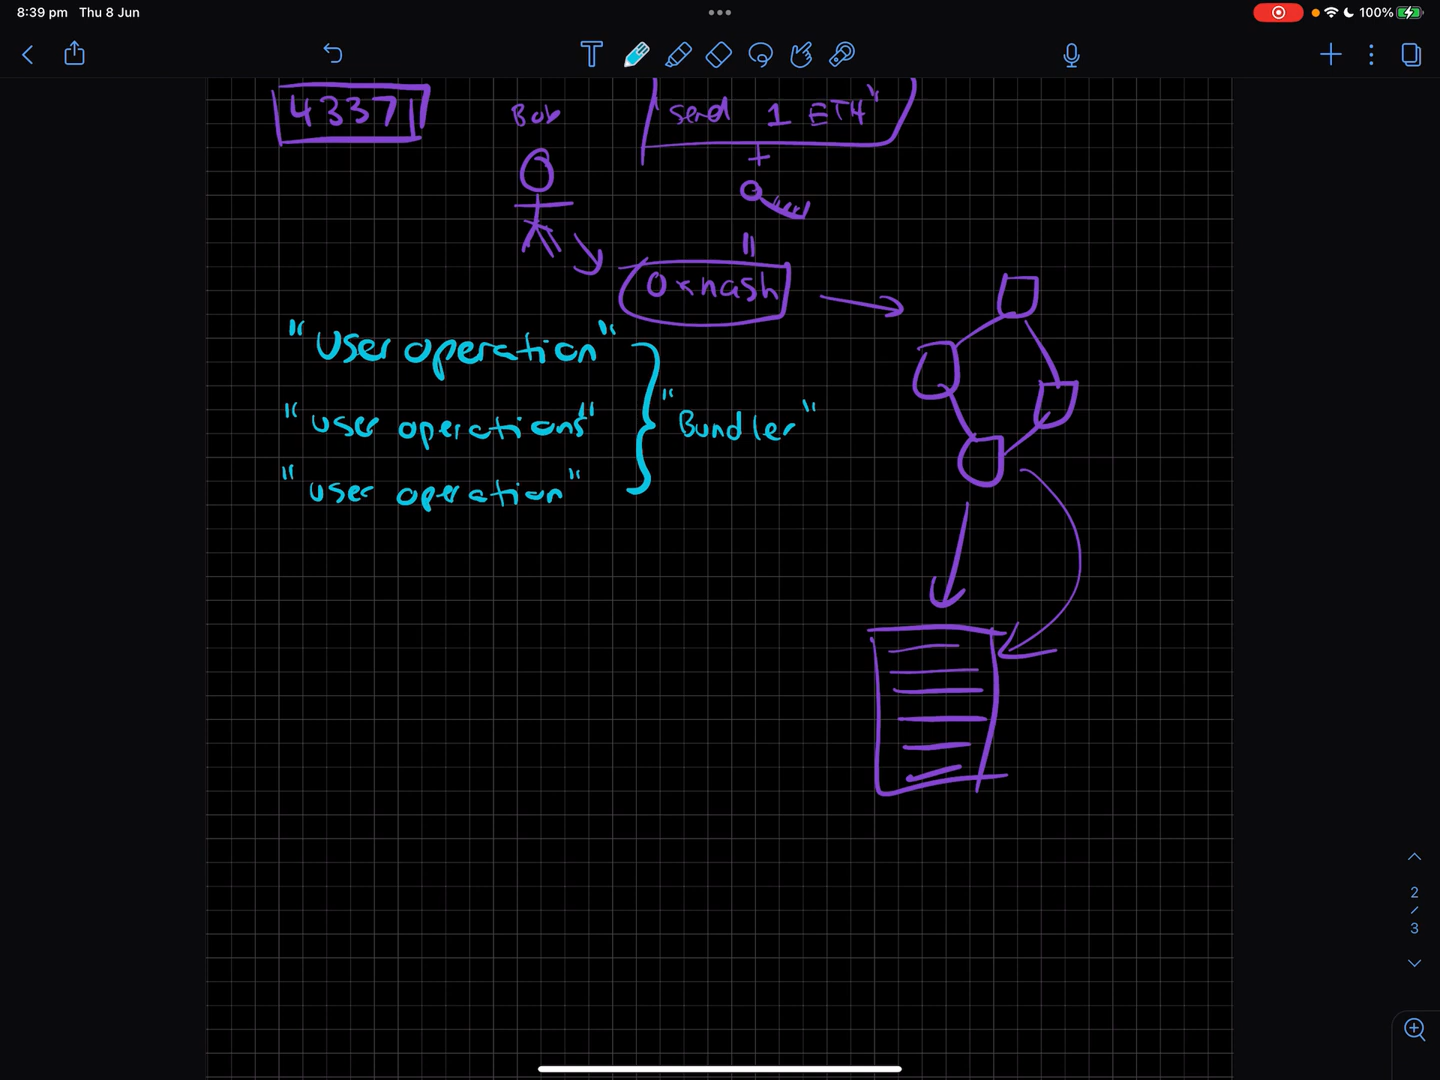 8:39 pm Thu 8 Jun
100%
4337
Bob
send 1 ETH"
0xhash
"User operation"
"user operations"
"user operation"
"Bundler"
2
/
3